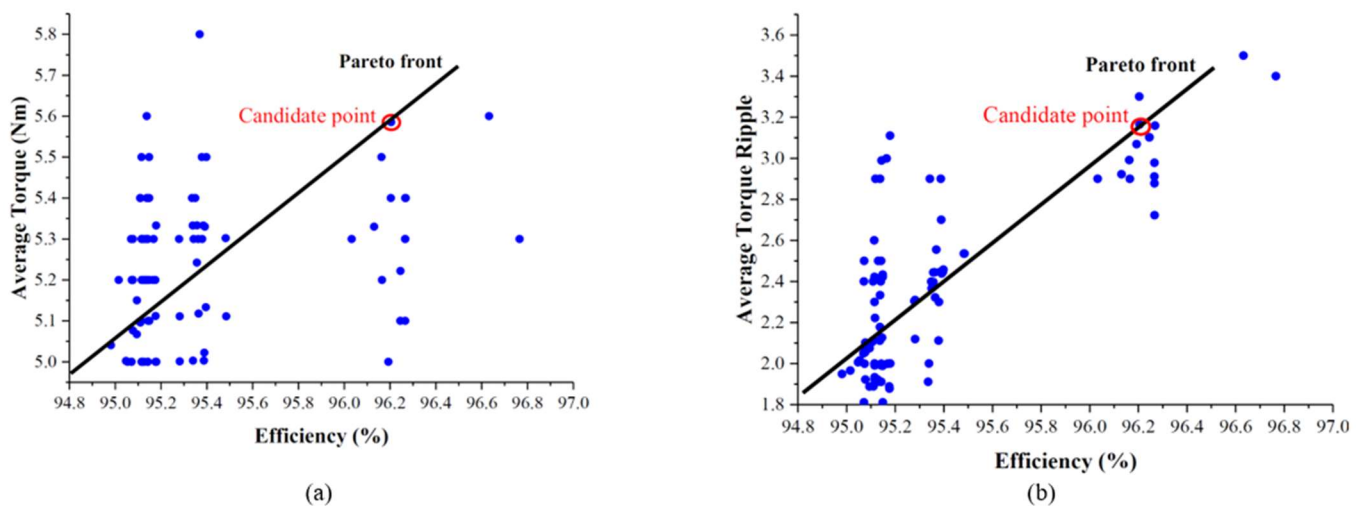 5.8
5.7
5.6
5.5
5.4
5.3
5.2
5.1
5.0
Average Torque (Nm)
Pareto front
Candidate point
94.8 95.0 95.2 95.4 95.6 95.8 96.0 96.2 96.4 96.6 96.8 97.0
Efficiency (%)
(a)
3.6
3.4
3.2
3.0
2.8
2.6
2.4
2.2
2.0
1.8
Average Torque Ripple
Pareto front
Candidate point
94.8 95.0 95.2 95.4 95.6 95.8 96.0 96.2 96.4 96.6 96.8 97.0
Efficiency (%)
(b)